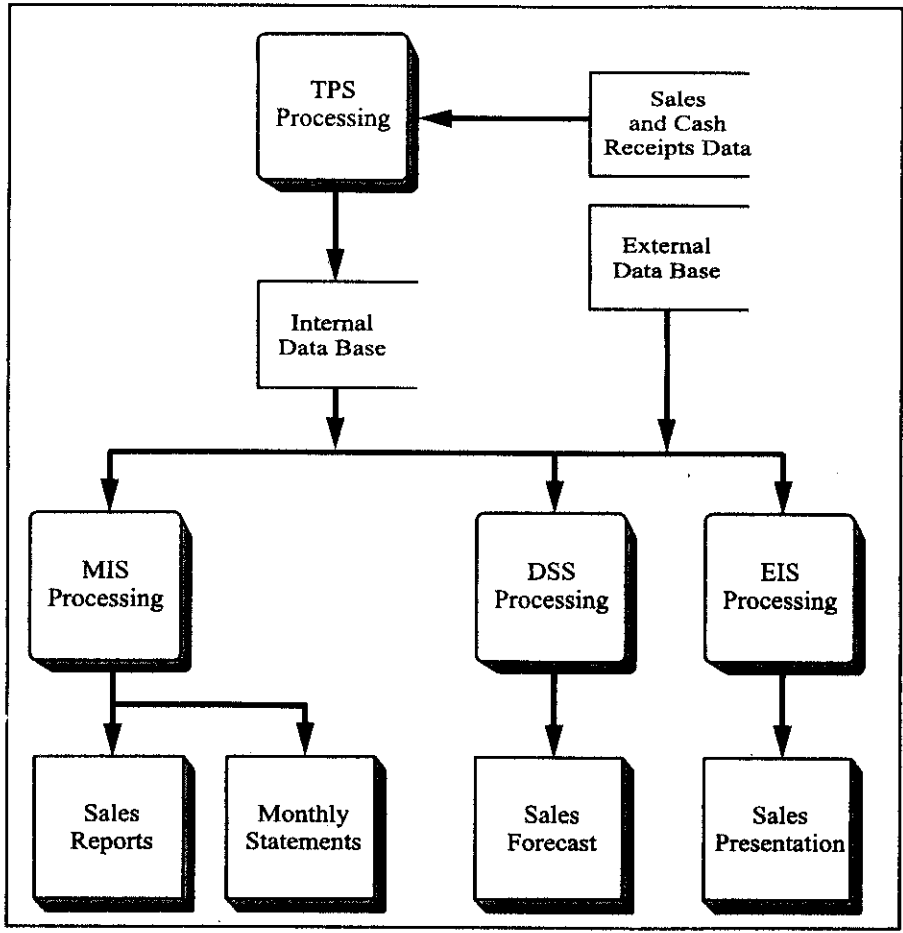 TPS
Processing
Sales
and Cash
Receipts Data
External
Data Base
Internal
Data Base
MIS
Processing
DSS
Processing
EIS
Processing
Sales
Reports
Monthly
Statements
Sales
Forecast
Sales
Presentation